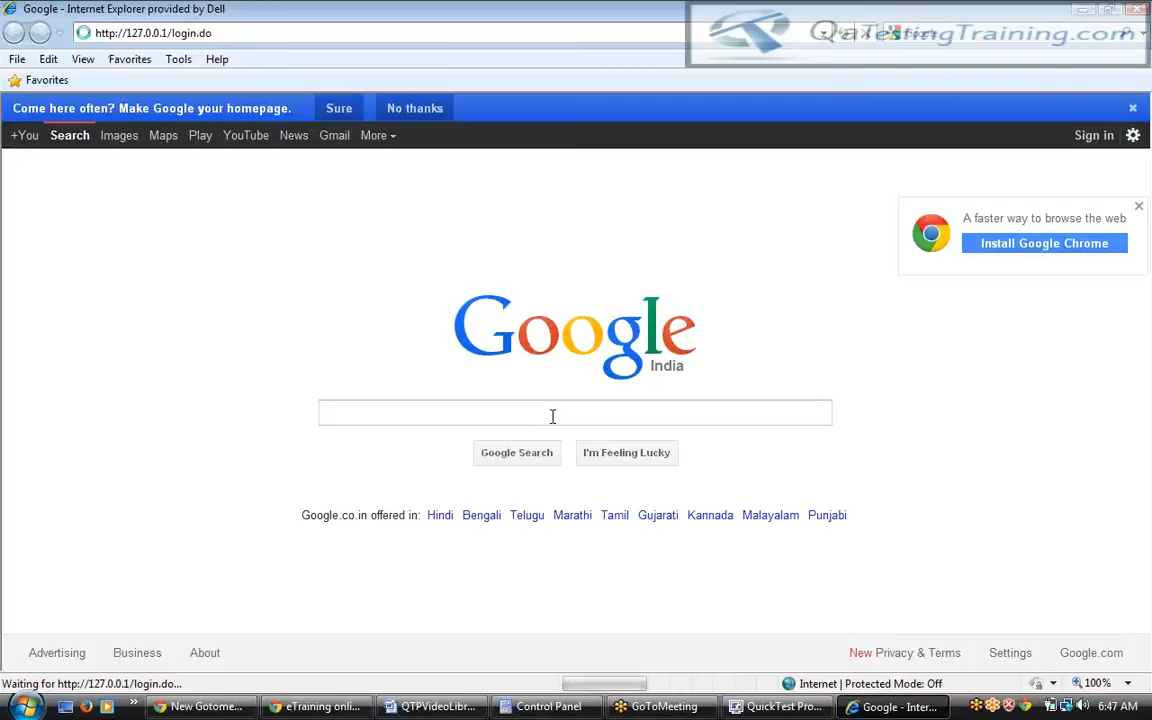 Google - Internet Explorer provided by Dell
http://127.0.0.1/login.do
QaTestingTraining.com
File Edit View Favorites Tools Help
Favorites
Come here often? Make Google your homepage. Sure No thanks
+You Search Images Maps Play YouTube News Gmail More Sign in
A faster way to browse the web
Install Google Chrome
Google
India
Google Search I'm Feeling Lucky
Google.co.in offered in: Hindi Bengali Telugu Marathi Tamil Gujarati Kannada Malayalam Punjabi
Advertising Business About New Privacy & Terms Settings Google.com
Waiting for http://127.0.0.1/login.do... Internet | Protected Mode: Off 100%
New Gotome... eTraining onli... QTPVideoLibr... Control Panel GoToMeeting QuickTest Pro... Google - Inter... 6:47 AM